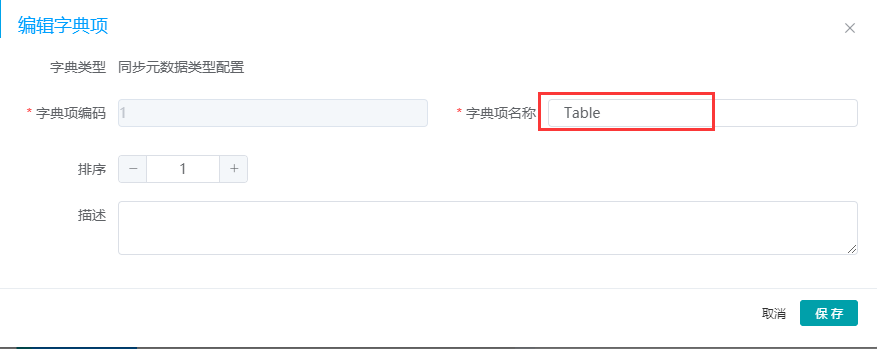 编辑字典项
字典类型 同步元数据类型配置
* 字典项编码 1 * 字典项名称 Table
排序 − 1 +
描述
取消 保存